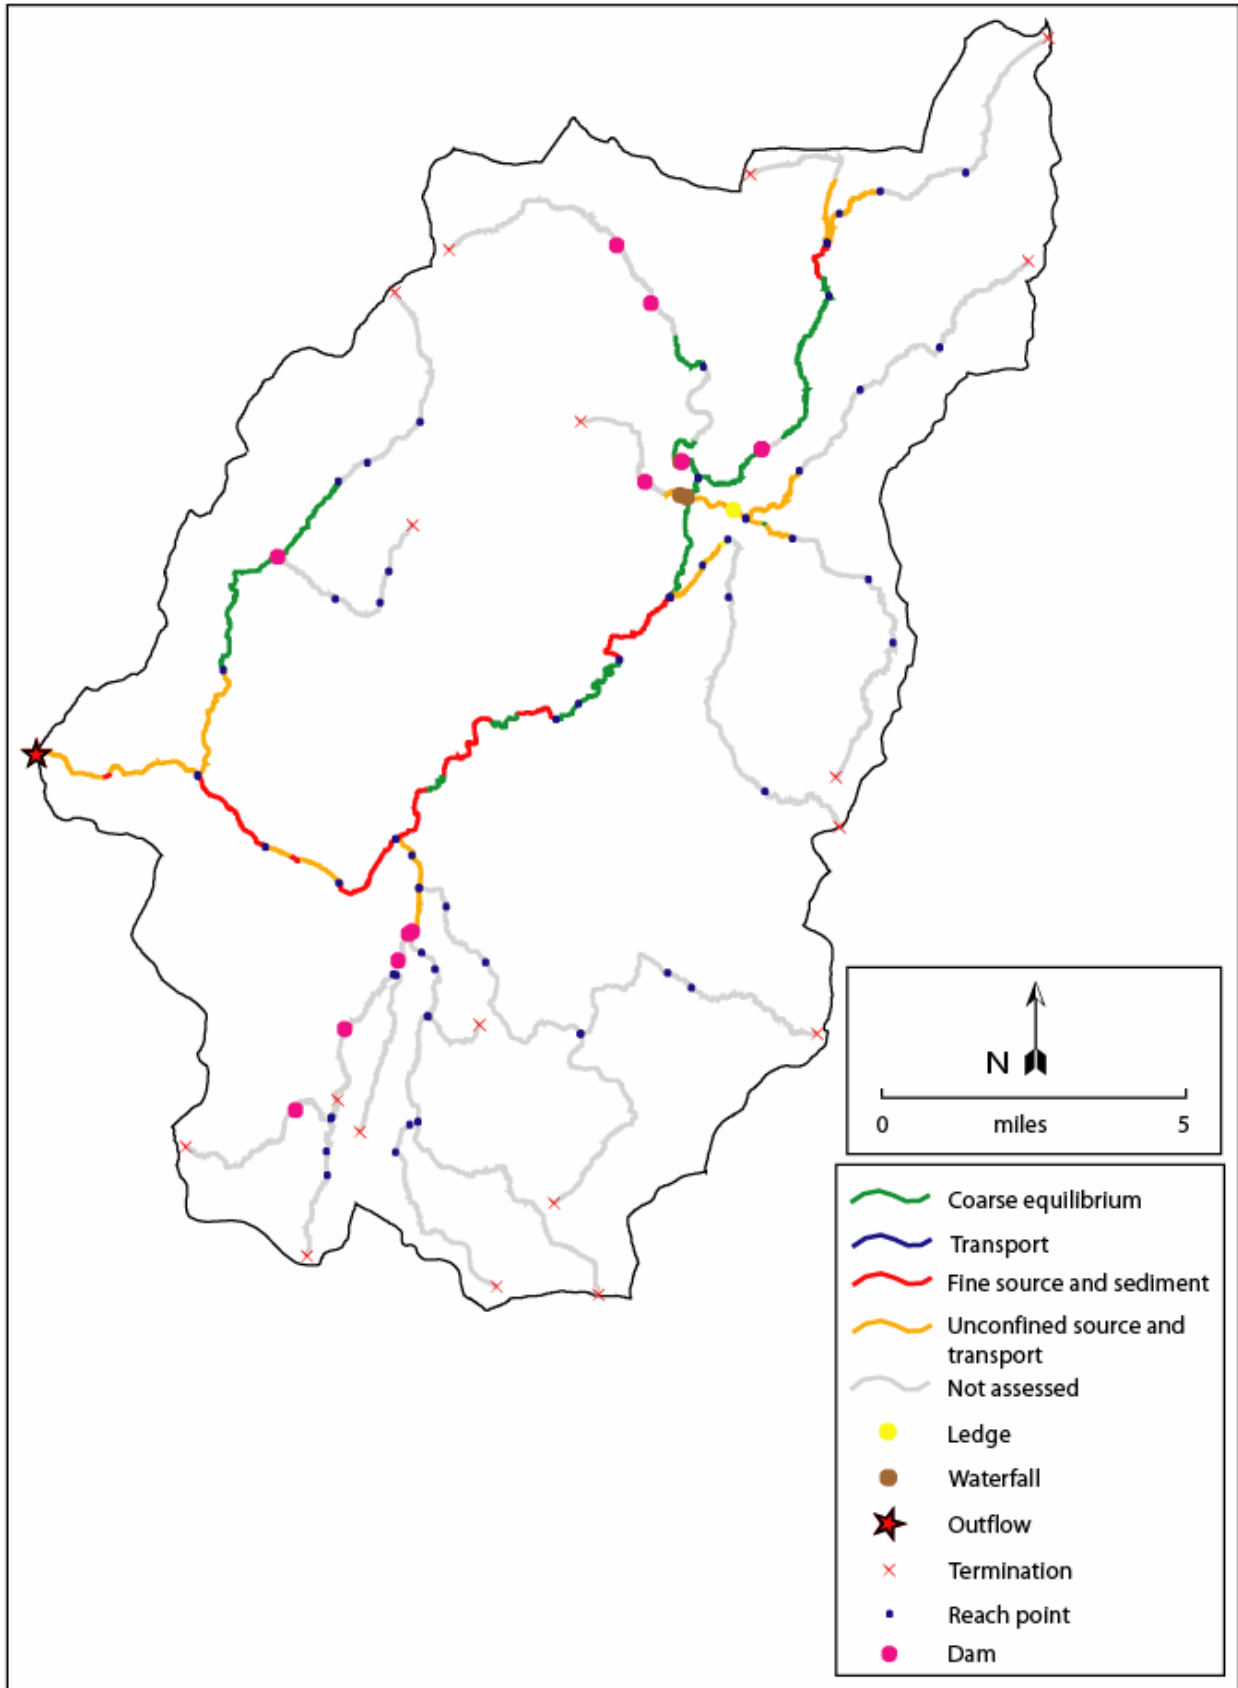 N
0 miles 5
Coarse equilibrium
Transport
Fine source and sediment
Unconfined source and
transport
Not assessed
Ledge
Waterfall
Outflow
Termination
Reach point
Dam